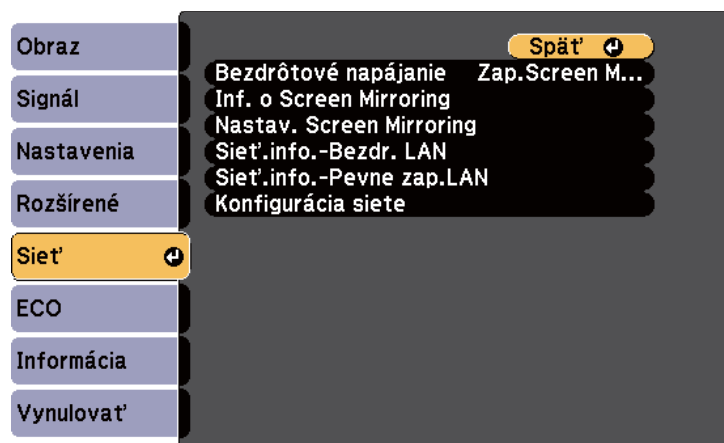 Obraz
Signál
Nastavenia
Rozšírené
Sieť
ECO
Informácia
Vynulovať
Späť
Bezdrôtové napájanie Zap.Screen M...
Inf. o Screen Mirroring
Nastav. Screen Mirroring
Sieť.info.-Bezdr. LAN
Sieť.info.-Pevne zap.LAN
Konfigurácia siete